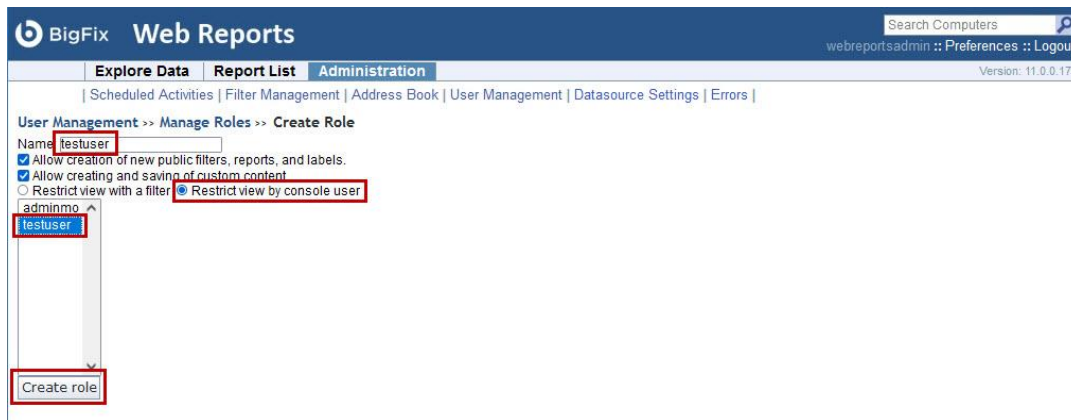 BigFix Web Reports
Search Computers
webreportsadmin :: Preferences :: Logou
Explore Data Report List Administration
Version: 11.0.0.17
| Scheduled Activities | Filter Management | Address Book | User Management | Datasource Settings | Errors |
User Management >> Manage Roles >> Create Role
Name testuser
Allow creation of new public filters, reports, and labels.
Allow creating and saving of custom content
Restrict view with a filter Restrict view by console user
adminmo
testuser
Create role